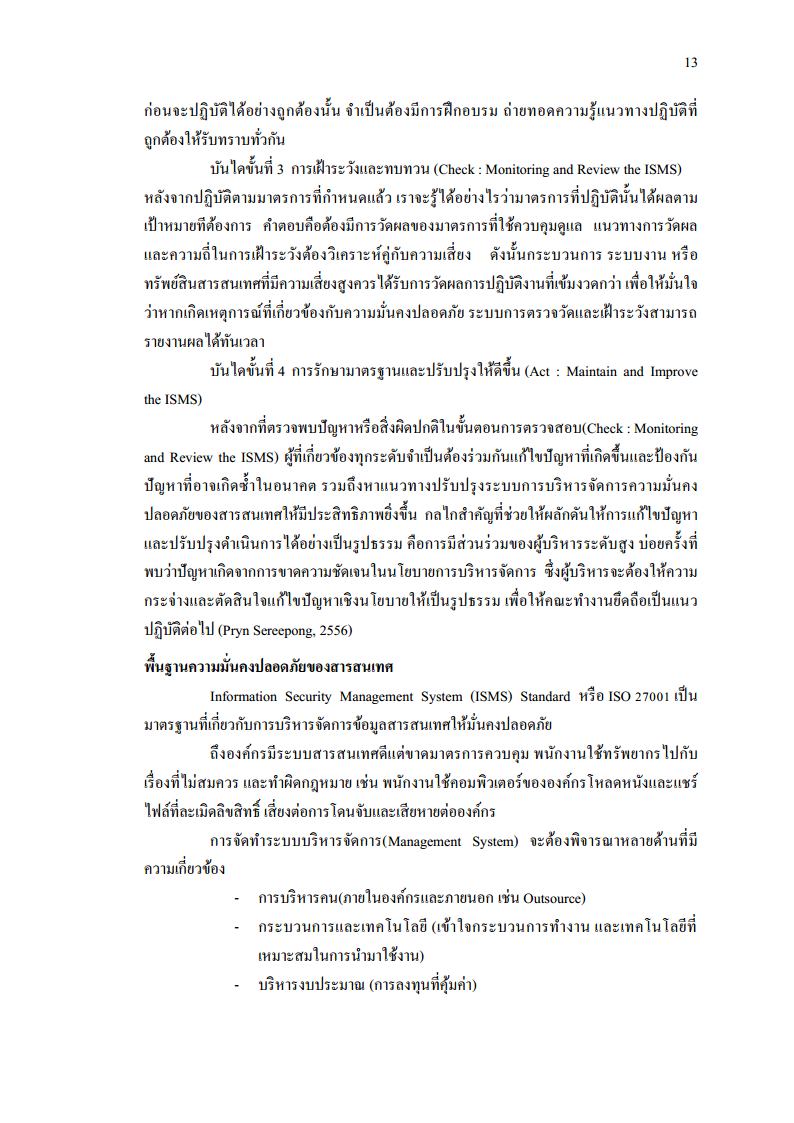 13
ก่อนจะปฏิบัติได้อย่างถูกต้องนั้น จำเป็นต้องมีการฝึกอบรม ถ่ายทอดความรู้แนวทางปฏิบัติที่
ถูกต้องให้รับทราบทั่วกัน
บันไดขั้นที่ 3 การเฝ้าระวังและทบทวน (Check : Monitoring and Review the ISMS)
หลังจากปฏิบัติตามมาตรการที่กำหนดแล้ว เราจะรู้ได้อย่างไรว่ามาตรการที่ปฏิบัตินั้นได้ผลตาม
เป้าหมายทีต้องการ คำตอบคือต้องมีการวัดผลของมาตรการที่ใช้ควบคุมดูแล แนวทางการวัดผล
และความถี่ในการเฝ้าระวังต้องวิเคราะห์คู่กับความเสี่ยง ดังนั้นกระบวนการ ระบบงาน หรือ
ทรัพย์สินสารสนเทศที่มีความเสี่ยงสูงควรได้รับการวัดผลการปฏิบัติงานที่เข้มงวดกว่า เพื่อให้มั่นใจ
ว่าหากเกิดเหตุการณ์ที่เกี่ยวข้องกับความมั่นคงปลอดภัย ระบบการตรวจวัดและเฝ้าระวังสามารถ
รายงานผลได้ทันเวลา
บันไดขั้นที่ 4 การรักษามาตรฐานและปรับปรุงให้ดีขึ้น (Act : Maintain and Improve
the ISMS)
หลังจากที่ตรวจพบปัญหาหรือสิ่งผิดปกติในขั้นตอนการตรวจสอบ(Check : Monitoring
and Review the ISMS) ผู้ที่เกี่ยวข้องทุกระดับจำเป็นต้องร่วมกันแก้ไขปัญหาที่เกิดขึ้นและป้องกัน
ปัญหาที่อาจเกิดซ้ำในอนาคต รวมถึงหาแนวทางปรับปรุงระบบการบริหารจัดการความมั่นคง
ปลอดภัยของสารสนเทศให้มีประสิทธิภาพยิ่งขึ้น กลไกสำคัญที่ช่วยให้ผลักดันให้การแก้ไขปัญหา
และปรับปรุงดำเนินการได้อย่างเป็นรูปธรรม คือการมีส่วนร่วมของผู้บริหารระดับสูง บ่อยครั้งที่
พบว่าปัญหาเกิดจากการขาดความชัดเจนในนโยบายการบริหารจัดการ ซึ่งผู้บริหารจะต้องให้ความ
กระจ่างและตัดสินใจแก้ไขปัญหาเชิงนโยบายให้เป็นรูปธรรม เพื่อให้คณะทำงานยึดถือเป็นแนว
ปฏิบัติต่อไป (Pryn Sereepong, 2556)
พื้นฐานความมั่นคงปลอดภัยของสารสนเทศ
Information Security Management System (ISMS) Standard หรือ ISO 27001 เป็น
มาตรฐานที่เกี่ยวกับการบริหารจัดการข้อมูลสารสนเทศให้มั่นคงปลอดภัย
ถึงองค์กรมีระบบสารสนเทศดีแต่ขาดมาตรการควบคุม พนักงานใช้ทรัพยากรไปกับ
เรื่องที่ไม่สมควร และทำผิดกฎหมาย เช่น พนักงานใช้คอมพิวเตอร์ขององค์กรโหลดหนังและแชร์
ไฟล์ที่ละเมิดลิขสิทธิ์ เสี่ยงต่อการโดนจับและเสียหายต่อองค์กร
การจัดทำระบบบริหารจัดการ(Management System) จะต้องพิจารณาหลายด้านที่มี
ความเกี่ยวข้อง
- การบริหารคน(ภายในองค์กรและภายนอก เช่น Outsource)
- กระบวนการและเทคโนโลยี (เข้าใจกระบวนการทำงาน และเทคโนโลยีที่
เหมาะสมในการนำมาใช้งาน)
- บริหารงบประมาณ (การลงทุนที่คุ้มค่า)